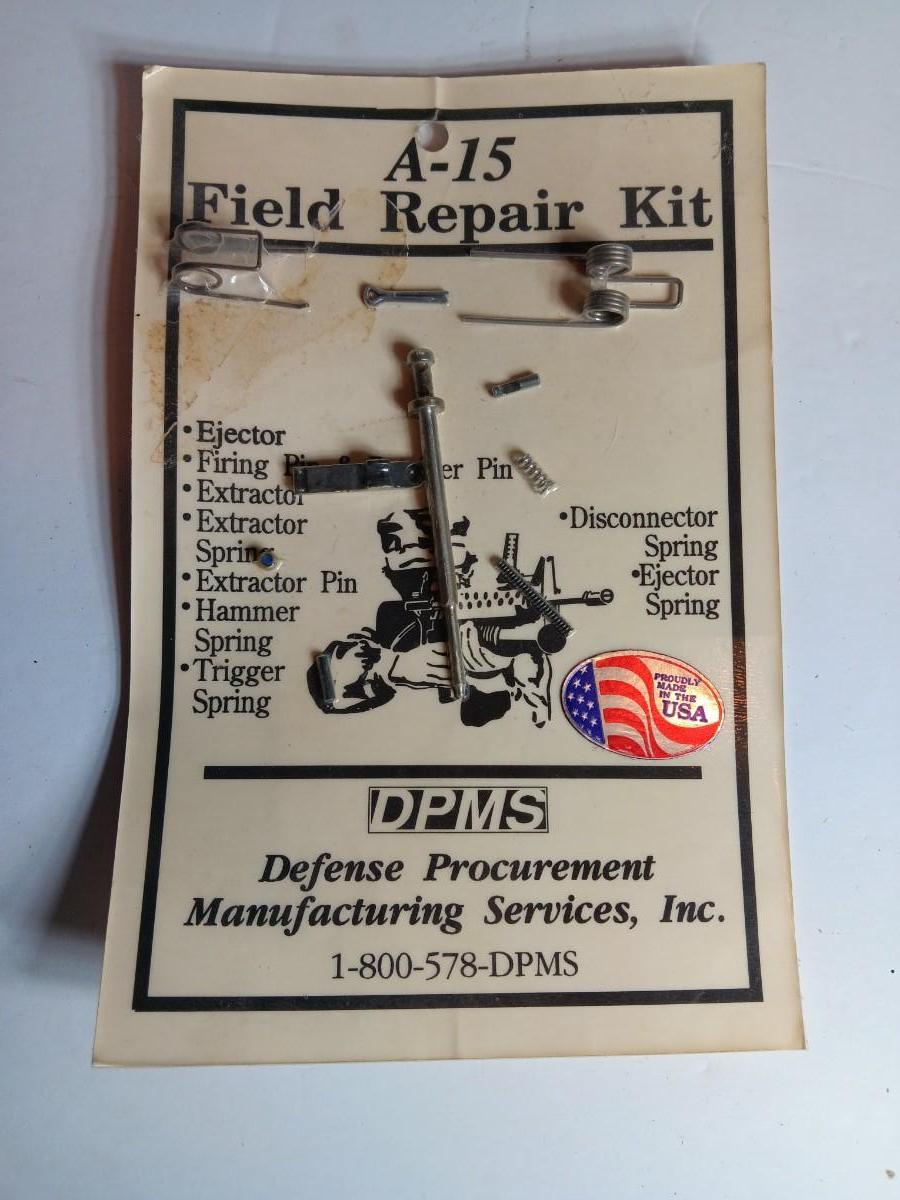 A-15
Field Repair Kit
•Ejector
•Firing Pin & er Pin
•Extractor
•Extractor
Spring
•Extractor Pin
•Hammer
Spring
•Trigger
Spring
•Disconnector
Spring
•Ejector
Spring
PROUDLY
MADE
IN THE
USA
DPMS
Defense Procurement
Manufacturing Services, Inc.
1-800-578-DPMS